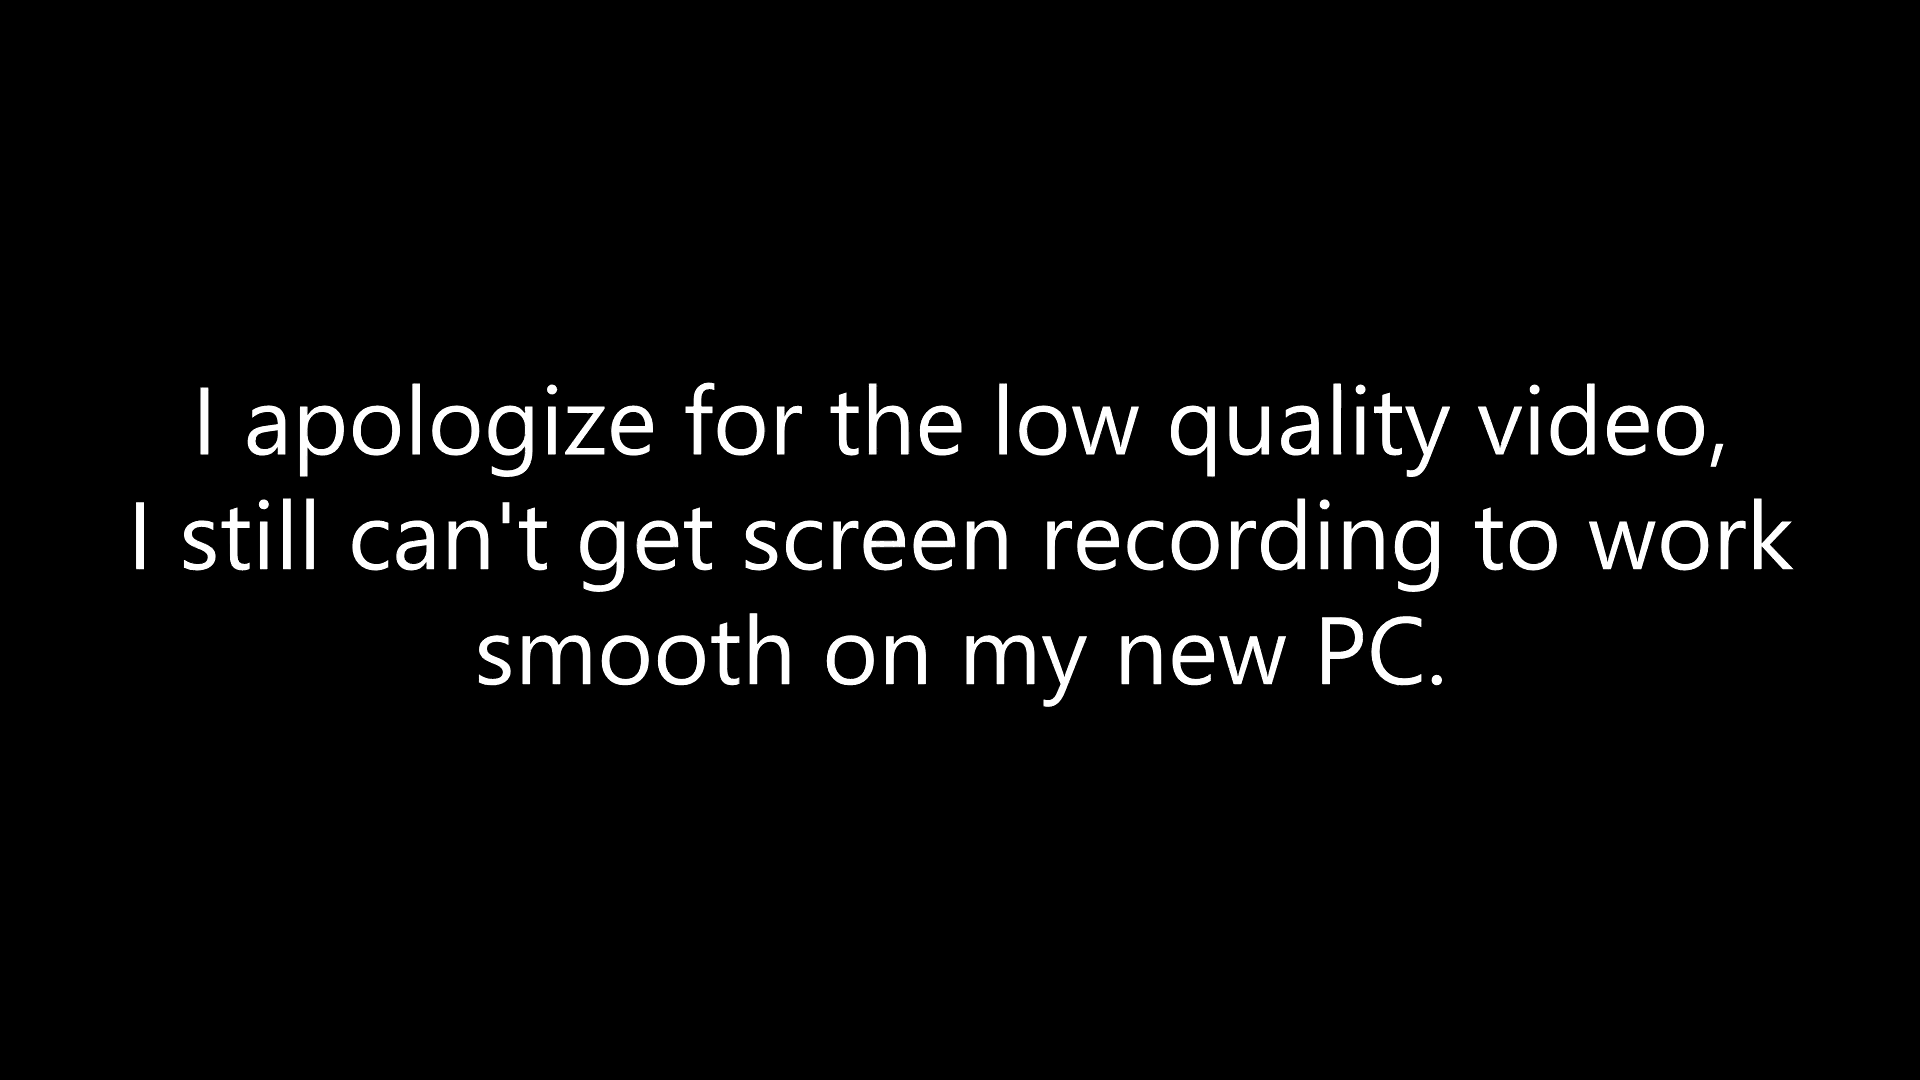 I apologize for the low quality video,
I still can't get screen recording to work
smooth on my new PC.